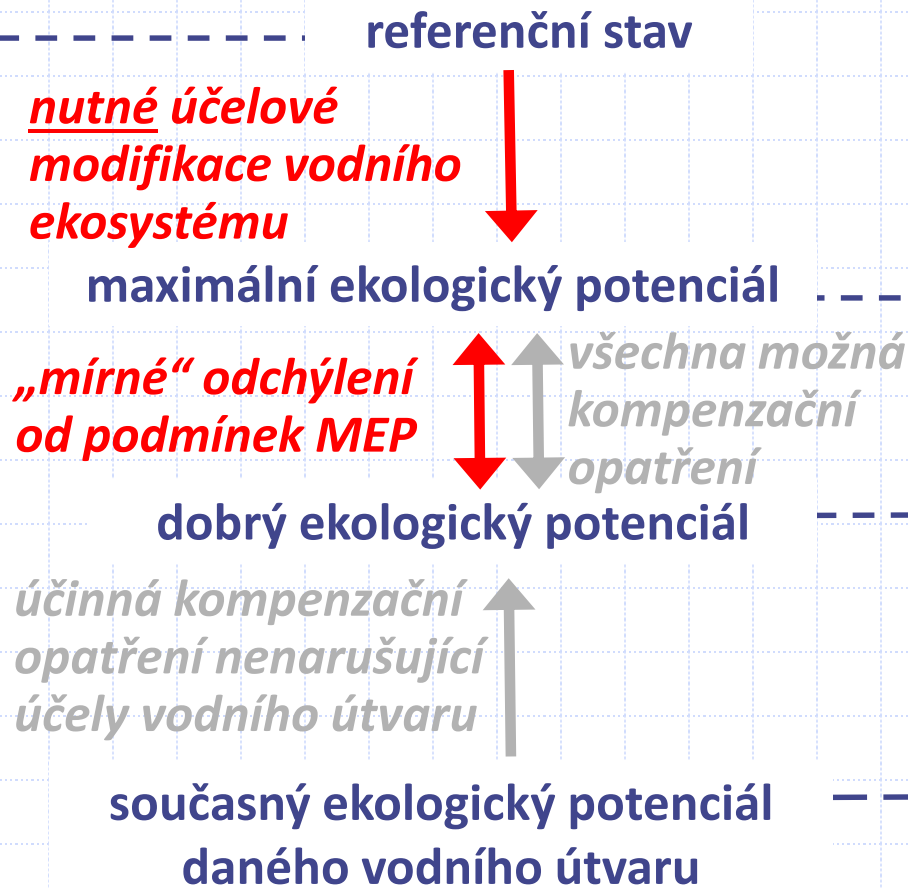 referenční stav
nutné účelové
modifikace vodního
ekosystému
maximální ekologický potenciál
„mírné“ odchýlení
od podmínek MEP
všechna možná
kompenzační
opatření
dobrý ekologický potenciál
účinná kompenzační
opatření nenarušující
účely vodního útvaru
současný ekologický potenciál
daného vodního útvaru